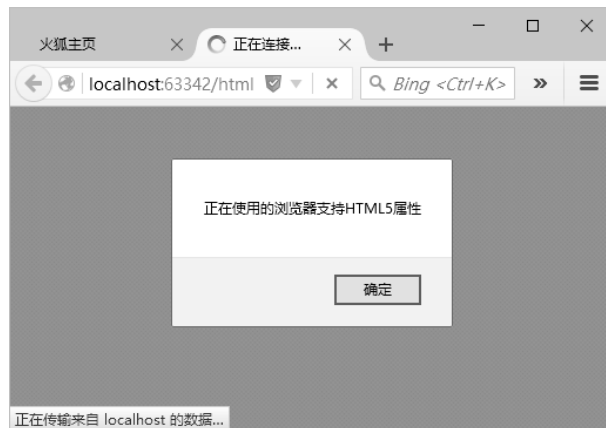 火狐主页
正在连接...
localhost:63342/html
Bing <Ctrl+K>
正在使用的浏览器支持HTML5属性
确定
正在传输来自 localhost 的数据...